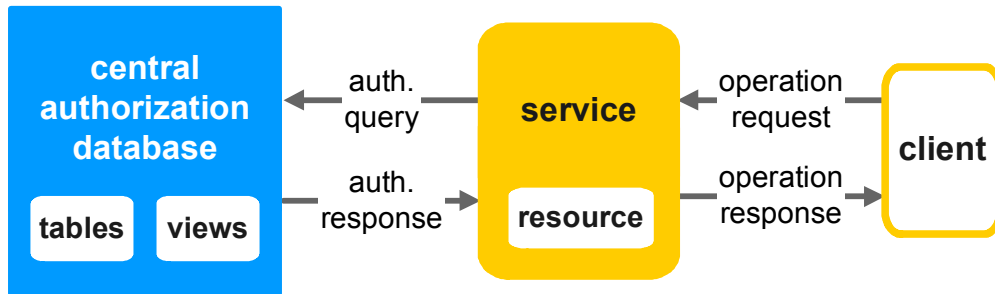 central
authorization
database
tables
views
auth.
query
auth.
response
service
resource
operation
request
operation
response
client